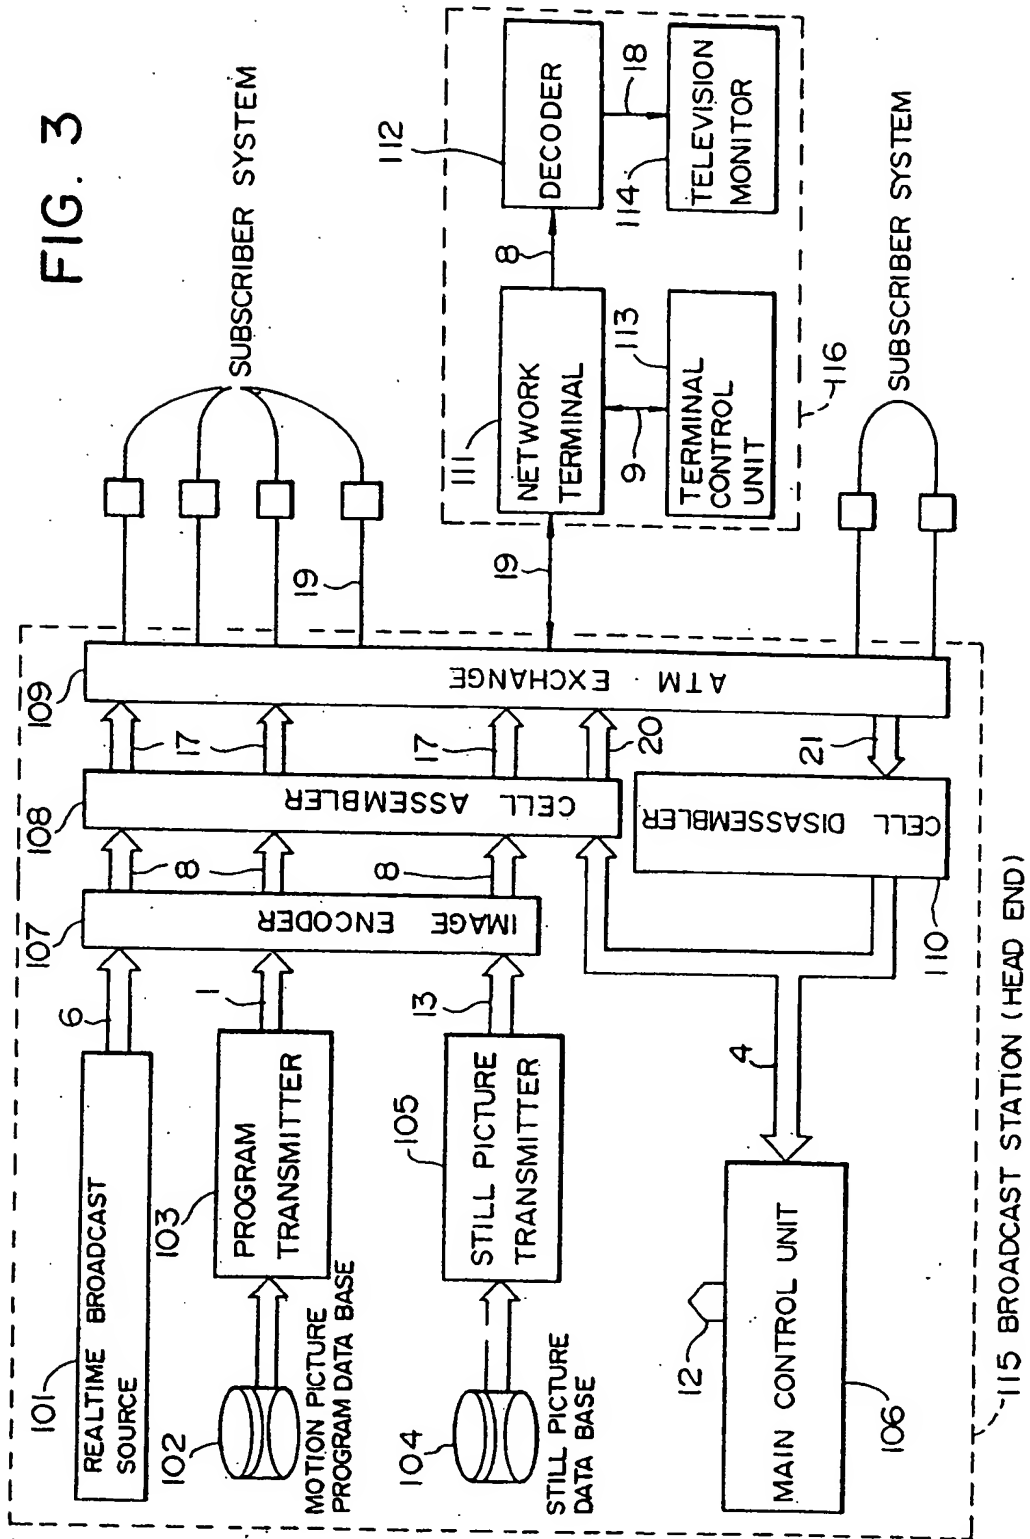 FIG. 3
101
REALTIME BROADCAST
SOURCE
6
102
MOTION PICTURE
PROGRAM DATA BASE
103
PROGRAM
TRANSMITTER
1
104
STILL PICTURE
DATA BASE
105
STILL PICTURE
TRANSMITTER
13
12
MAIN CONTROL UNIT
106
4
107
IMAGE ENCODER
8
8
108
CELL ASSEMBLER
17
17
20
109
ATM EXCHANGE
21
CELL DISASSEMBLER
110
19
SUBSCRIBER SYSTEM
19
111
NETWORK
TERMINAL
8
112
DECODER
18
9
113
TERMINAL
CONTROL
UNIT
114
TELEVISION
MONITOR
116
SUBSCRIBER SYSTEM
115 BROADCAST STATION (HEAD END)